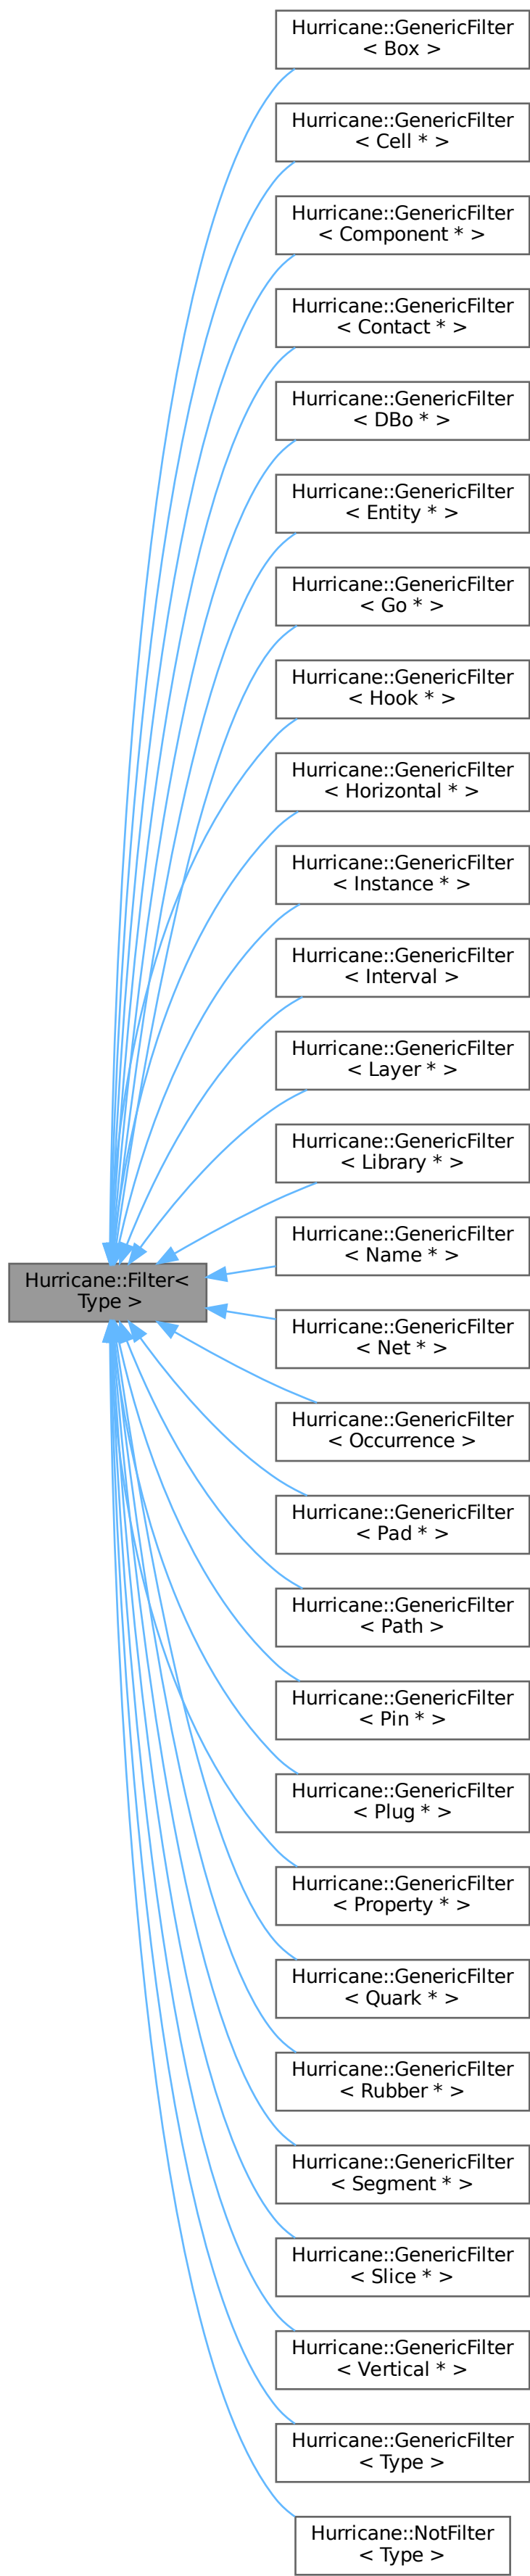 Hurricane::GenericFilter
< Box >
Hurricane::GenericFilter
< Cell * >
Hurricane::GenericFilter
< Component * >
Hurricane::GenericFilter
< Contact * >
Hurricane::GenericFilter
< DBo * >
Hurricane::GenericFilter
< Entity * >
Hurricane::GenericFilter
< Go * >
Hurricane::GenericFilter
< Hook * >
Hurricane::GenericFilter
< Horizontal * >
Hurricane::GenericFilter
< Instance * >
Hurricane::GenericFilter
< Interval >
Hurricane::GenericFilter
< Layer * >
Hurricane::GenericFilter
< Library * >
Hurricane::GenericFilter
< Name * >
Hurricane::Filter<
Type >
Hurricane::GenericFilter
< Net * >
Hurricane::GenericFilter
< Occurrence >
Hurricane::GenericFilter
< Pad * >
Hurricane::GenericFilter
< Path >
Hurricane::GenericFilter
< Pin * >
Hurricane::GenericFilter
< Plug * >
Hurricane::GenericFilter
< Property * >
Hurricane::GenericFilter
< Quark * >
Hurricane::GenericFilter
< Rubber * >
Hurricane::GenericFilter
< Segment * >
Hurricane::GenericFilter
< Slice * >
Hurricane::GenericFilter
< Vertical * >
Hurricane::GenericFilter
< Type >
Hurricane::NotFilter
< Type >